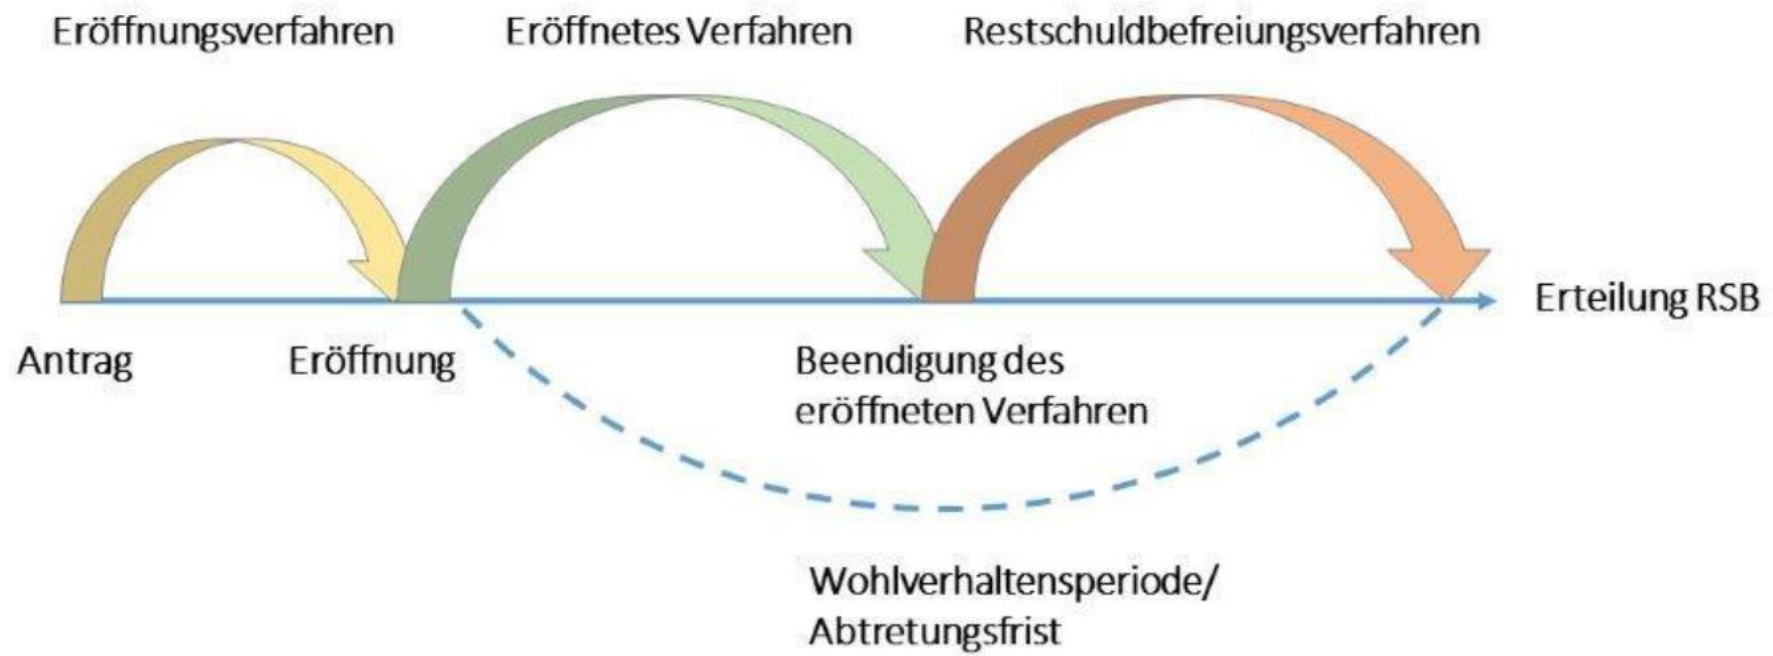 Eröffnungsverfahren
Eröffnetes Verfahren
Restschuldbefreiungsverfahren
Erteilung RSB
Antrag
Eröffnung
Beendigung des
eröffneten Verfahren
Wohlverhaltensperiode/
Abtretungsfrist